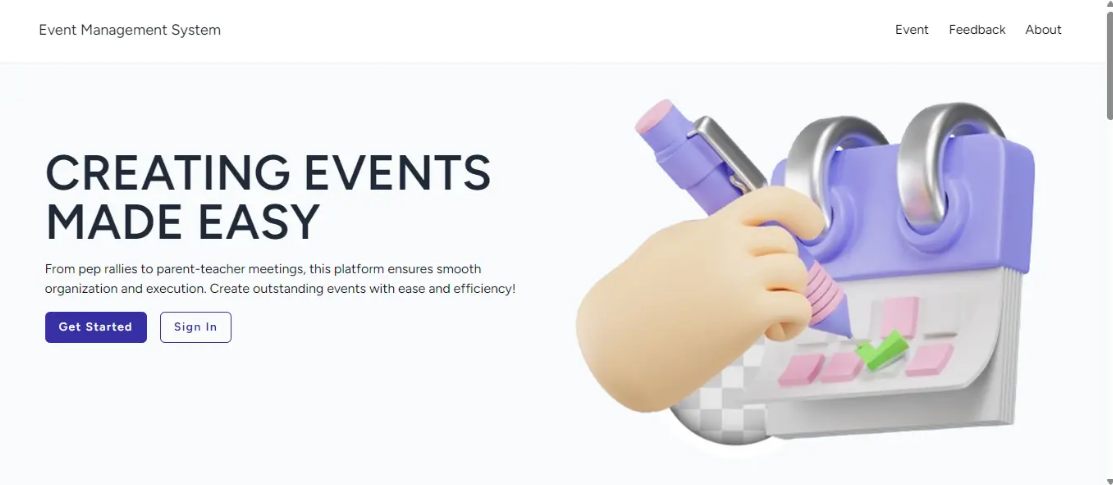 Event Management System
Event Feedback About
CREATING EVENTS
MADE EASY
From pep rallies to parent-teacher meetings, this platform ensures smooth
organization and execution. Create outstanding events with ease and efficiency!
Get Started Sign In